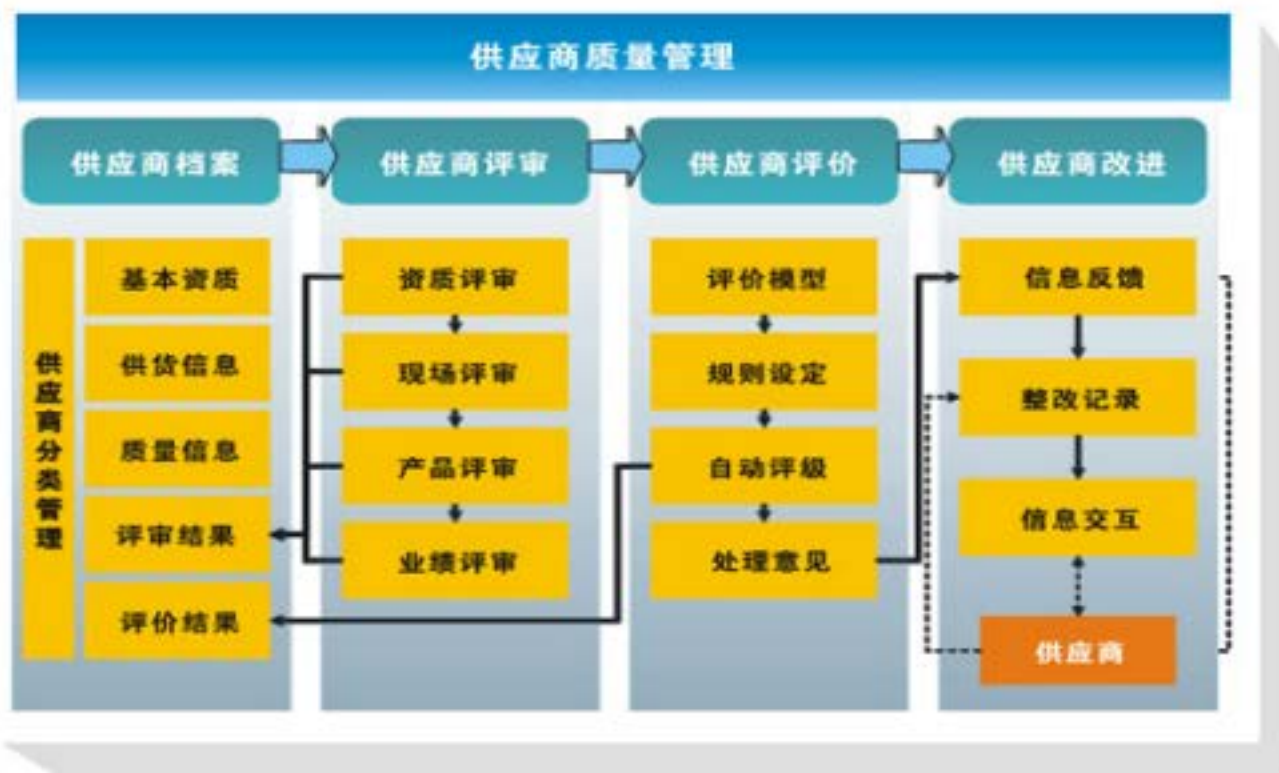 供应商质量管理
供应商档案
供应商评审
供应商评价
供应商改进
供应商分类管理
基本资质
供货信息
质量信息
评审结果
评价结果
资质评审
现场评审
产品评审
业绩评审
评价模型
规则设定
自动评级
处理意见
信息反馈
整改记录
信息交互
供应商